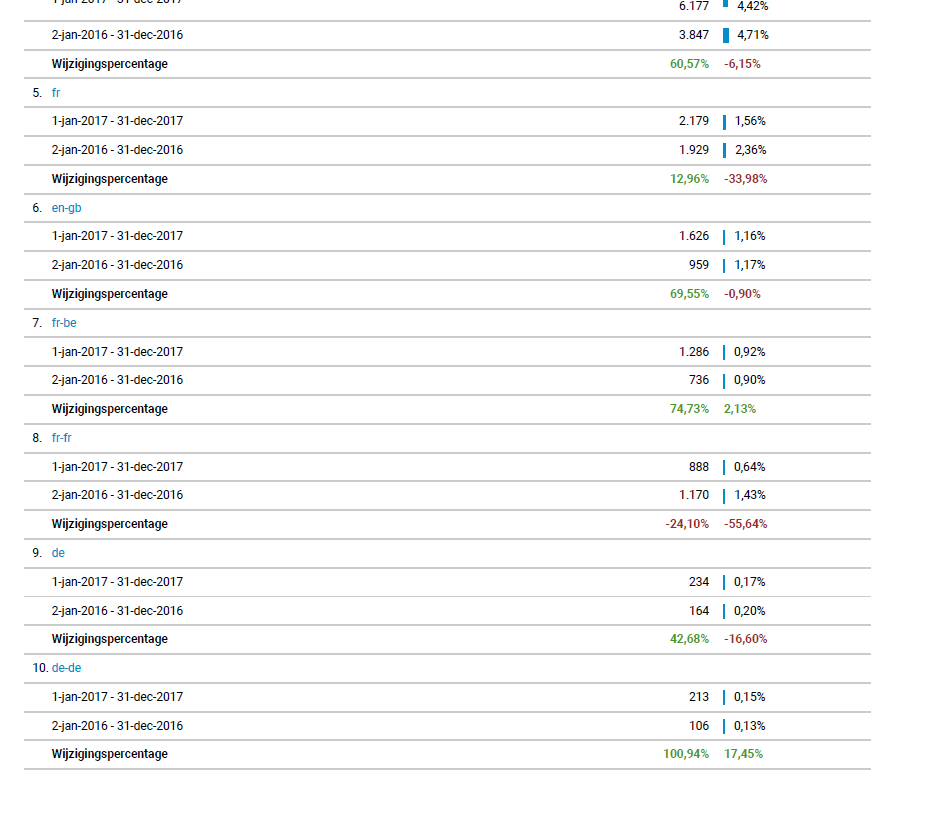 1-jan-2017 - 31-dec-2017 6.177 4,42%
2-jan-2016 - 31-dec-2016 3.847 4,71%
Wijzigingspercentage 60,57% -6,15%
5. fr
1-jan-2017 - 31-dec-2017 2.179 1,56%
2-jan-2016 - 31-dec-2016 1.929 2,36%
Wijzigingspercentage 12,96% -33,98%
6. en-gb
1-jan-2017 - 31-dec-2017 1.626 1,16%
2-jan-2016 - 31-dec-2016 959 1,17%
Wijzigingspercentage 69,55% -0,90%
7. fr-be
1-jan-2017 - 31-dec-2017 1.286 0,92%
2-jan-2016 - 31-dec-2016 736 0,90%
Wijzigingspercentage 74,73% 2,13%
8. fr-fr
1-jan-2017 - 31-dec-2017 888 0,64%
2-jan-2016 - 31-dec-2016 1.170 1,43%
Wijzigingspercentage -24,10% -55,64%
9. de
1-jan-2017 - 31-dec-2017 234 0,17%
2-jan-2016 - 31-dec-2016 164 0,20%
Wijzigingspercentage 42,68% -16,60%
10. de-de
1-jan-2017 - 31-dec-2017 213 0,15%
2-jan-2016 - 31-dec-2016 106 0,13%
Wijzigingspercentage 100,94% 17,45%